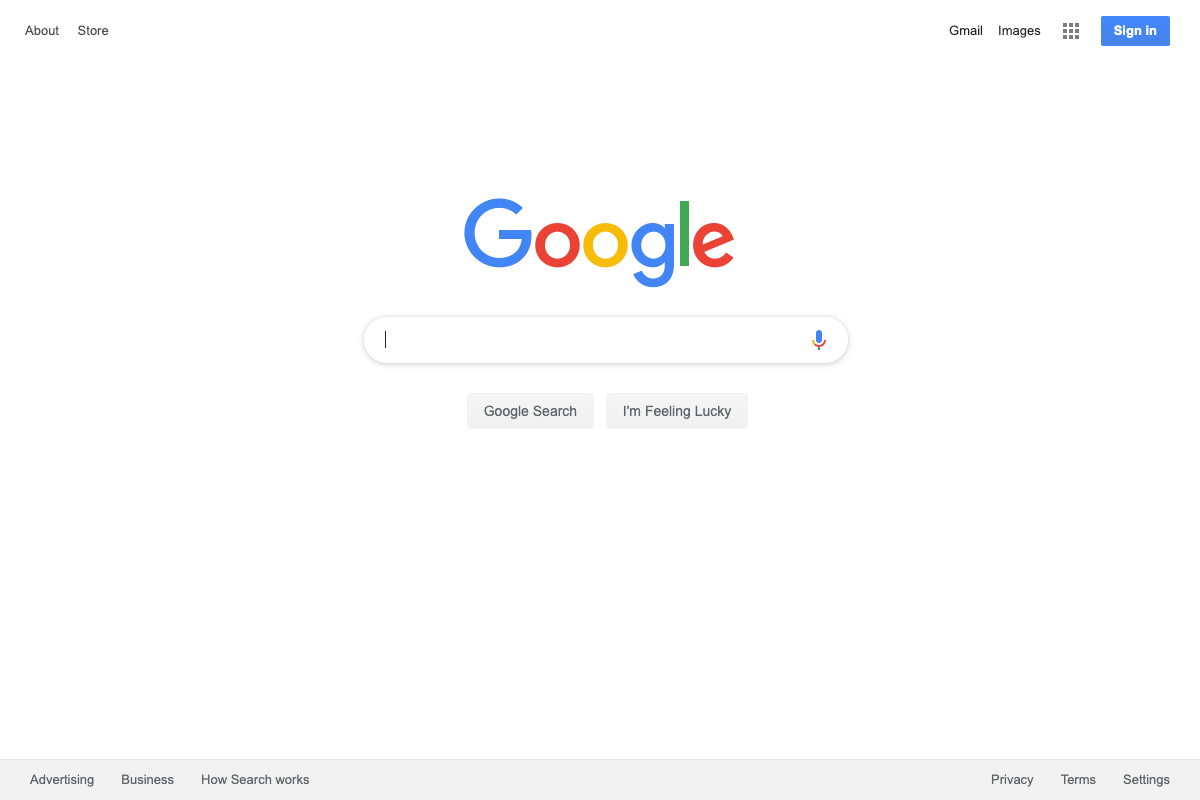 About Store Gmail Images Sign in
Google
Google Search I'm Feeling Lucky
Advertising Business How Search works Privacy Terms Settings